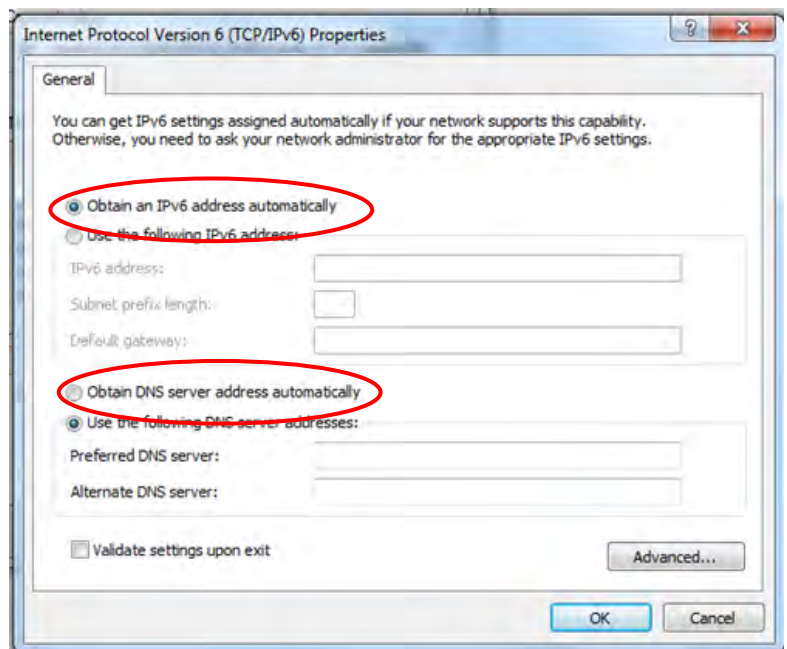 Internet Protocol Version 6 (TCP/IPv6) Properties
General
You can get IPv6 settings assigned automatically if your network supports this capability.
Otherwise, you need to ask your network administrator for the appropriate IPv6 settings.
Obtain an IPv6 address automatically
Use the following IPv6 address:
IPv6 address:
Subnet prefix length:
Default gateway:
Obtain DNS server address automatically
Use the following DNS server addresses:
Preferred DNS server:
Alternate DNS server:
Validate settings upon exit
Advanced...
OK
Cancel